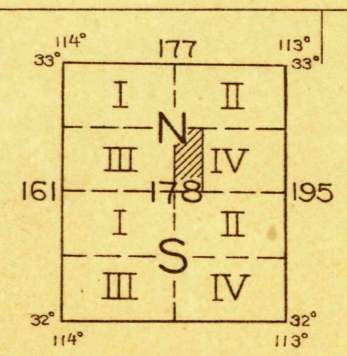 114° 177 113°
33° 33°
I II
N
III IV
161 178 195
I II
S
III IV
32° 32°
114° 113°